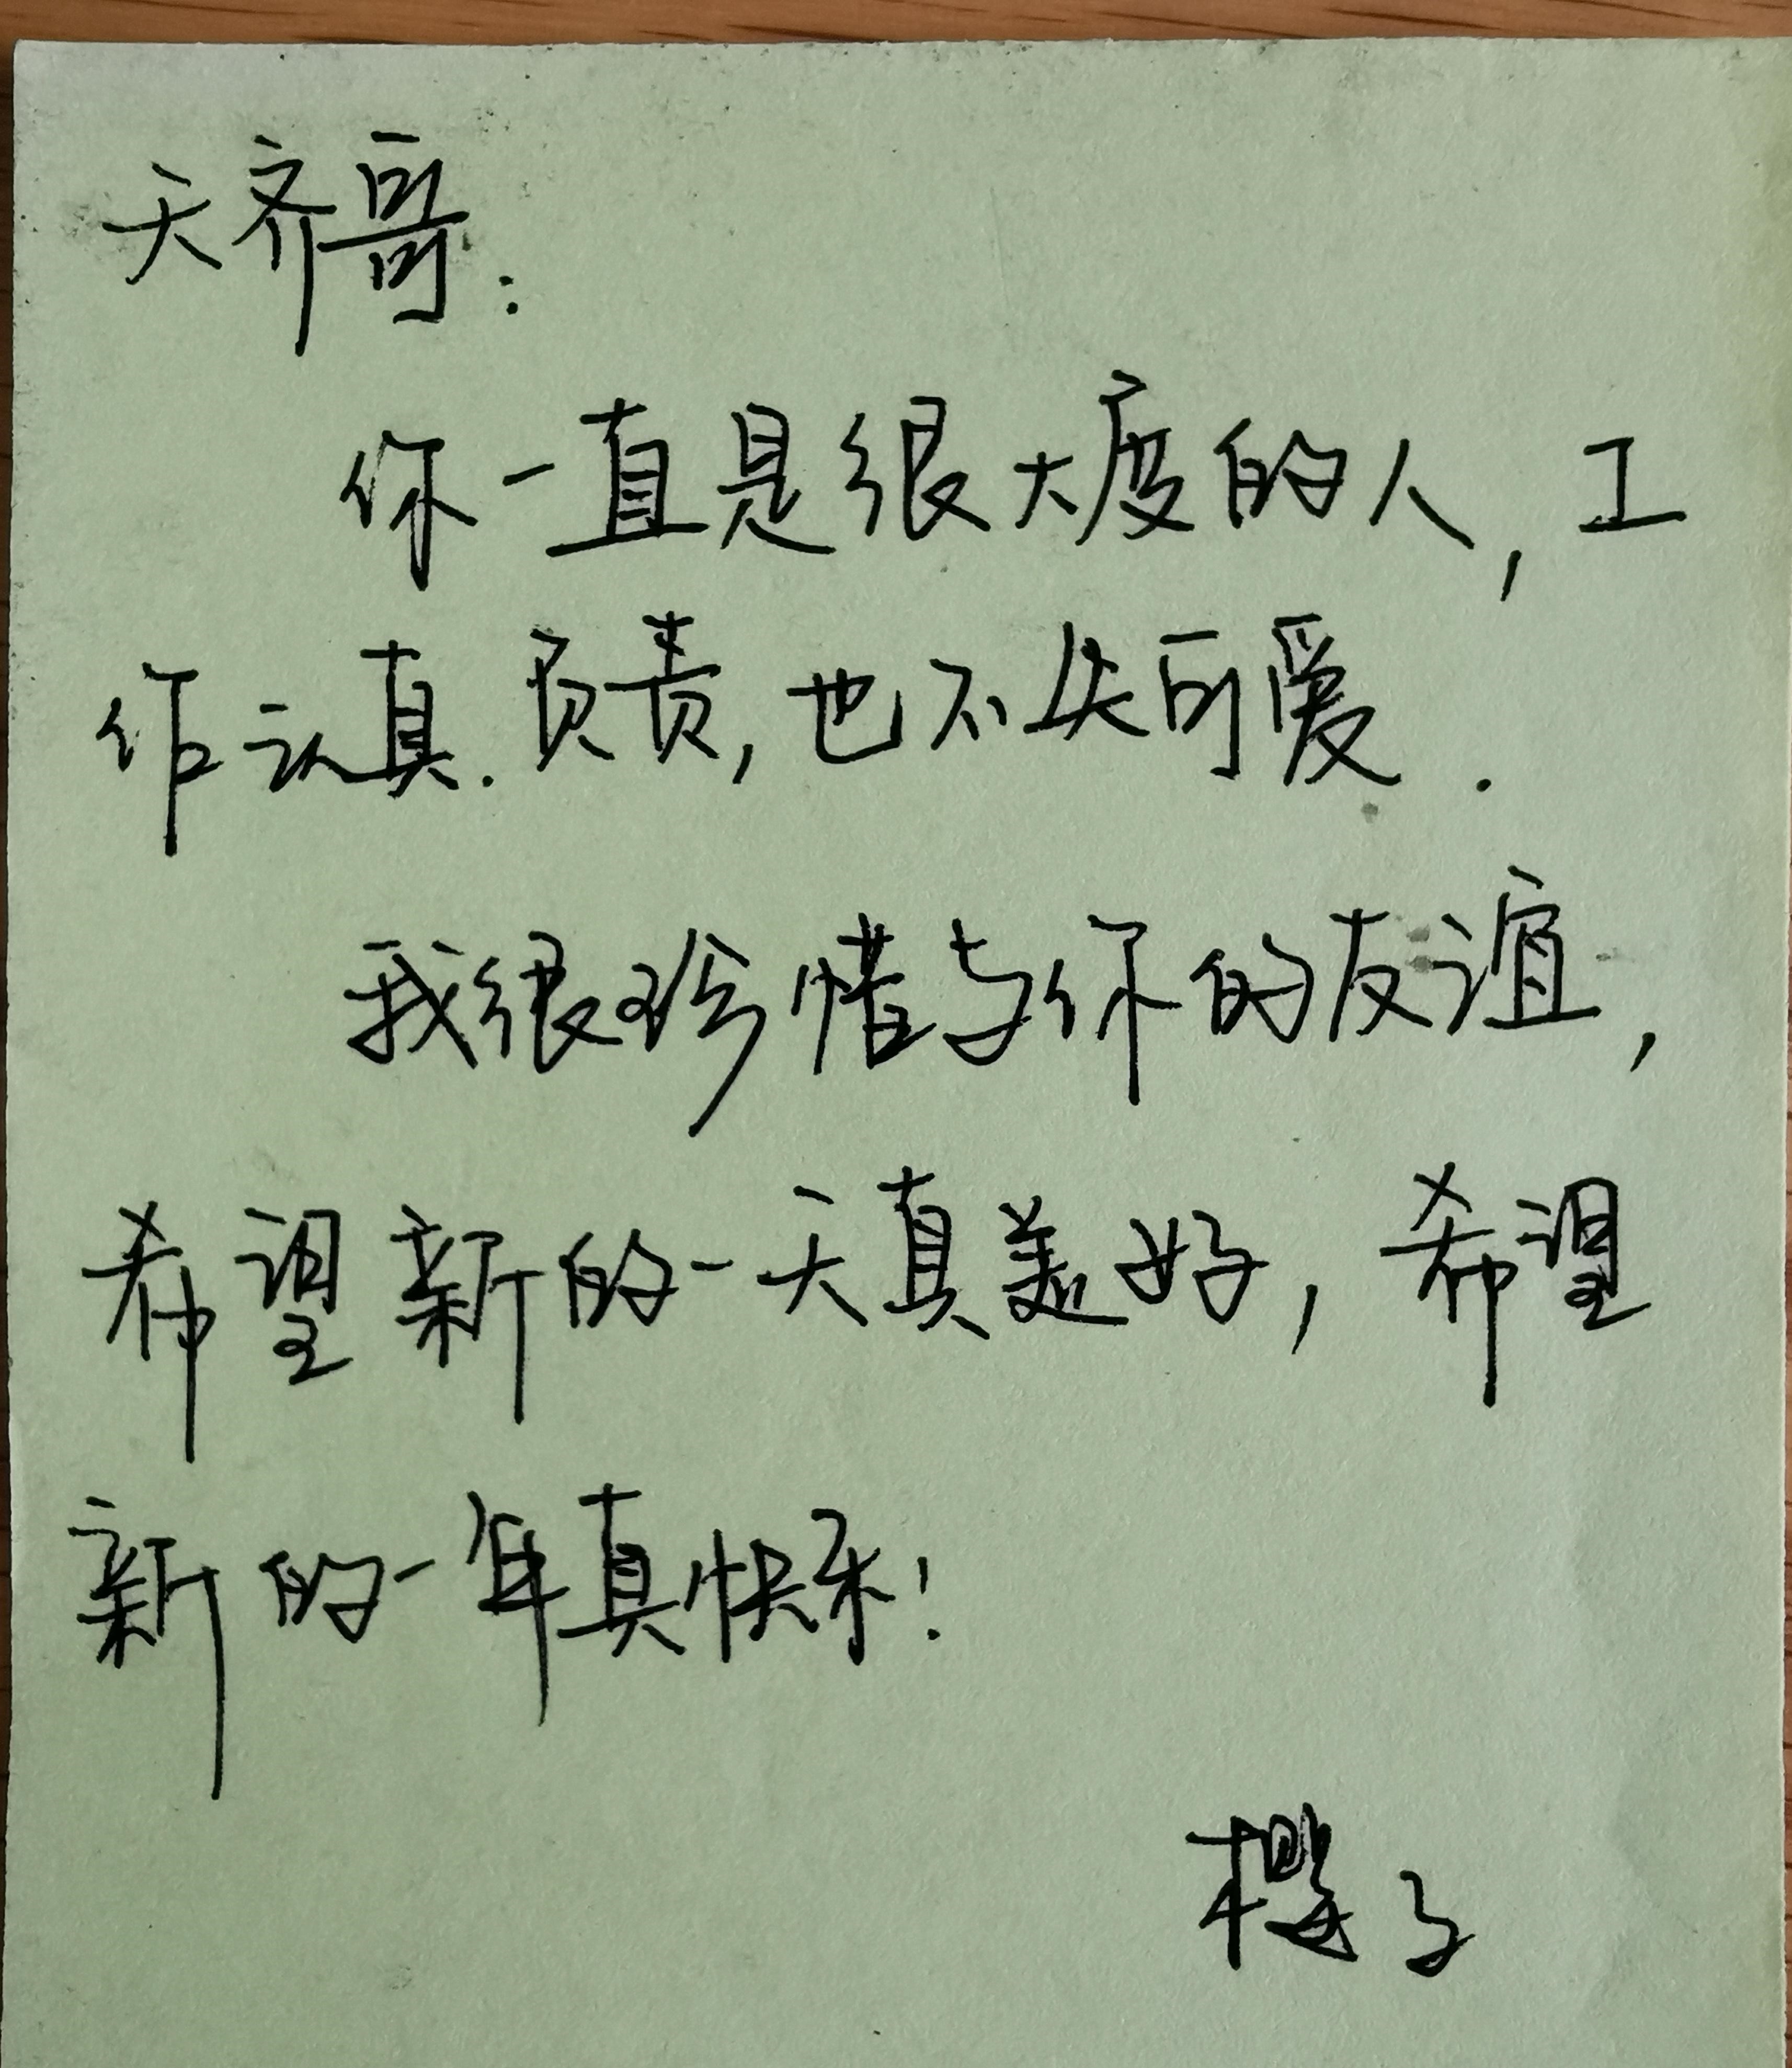 天齐哥：
你一直是很大度的人，工
作认真.负责，也不失可爱.
我很珍惜与你的友谊，
希望新的一天真美好，希望
新的一年真快乐！
樱子